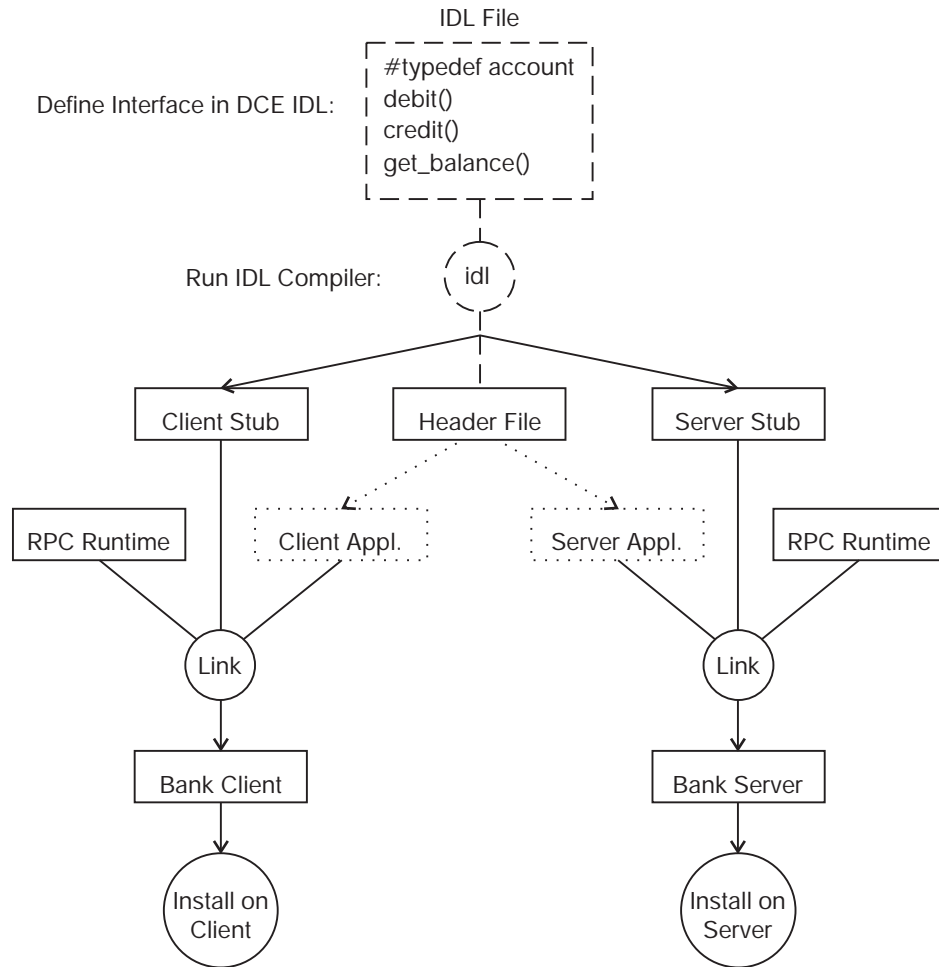 IDL File
#typedef account
Define Interface in DCE IDL:
debit()
credit()
get_balance()
Run IDL Compiler:
idl
Client Stub
Header File
Server Stub
RPC Runtime
Client Appl.
Server Appl.
RPC Runtime
Link
Link
Bank Client
Bank Server
Install on
Client
Install on
Server